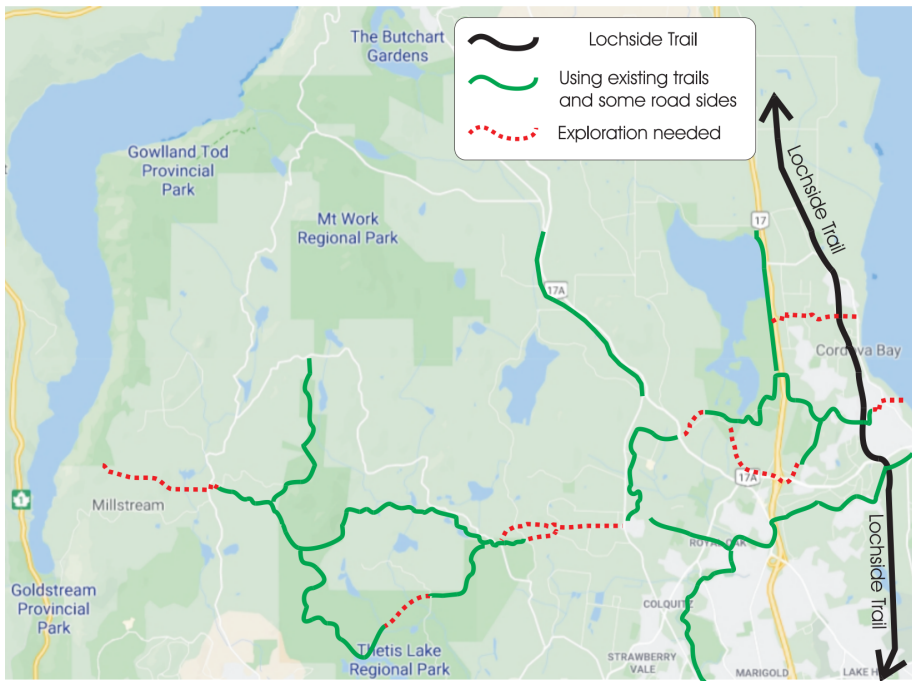 The Butchart
Gardens
Lochside Trail
Using existing trails
and some road sides
Exploration needed
Gowlland Tod
Provincial
Park
Lochside Trail
Mt Work
Regional Park
17
17A
Cordova Bay
17A
1
Millstream
ROYAL OAK
Lochside Trail
Goldstream
Provincial
Park
COLQUITZ
Thetis Lake
Regional Park
STRAWBERRY
VALE
MARIGOLD
LAKE H